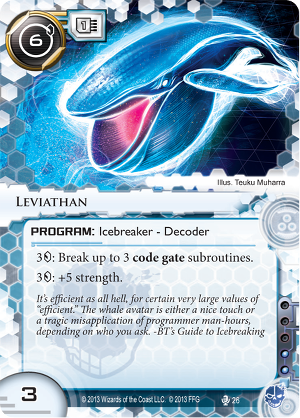 6
1
Illus. Teuku Muharra
LEVIATHAN
PROGRAM: Icebreaker - Decoder
3: Break up to 3 code gate subroutines.
3: +5 strength.
It's efficient as all hell, for certain very large values of
"efficient." The whale avatar is either a nice touch or
a tragic misapplication of programmer man-hours,
depending on who you ask. -BT's Guide to Icebreaking
3
© 2013 Wizards of the Coast LLC. © 2013 FFG
26